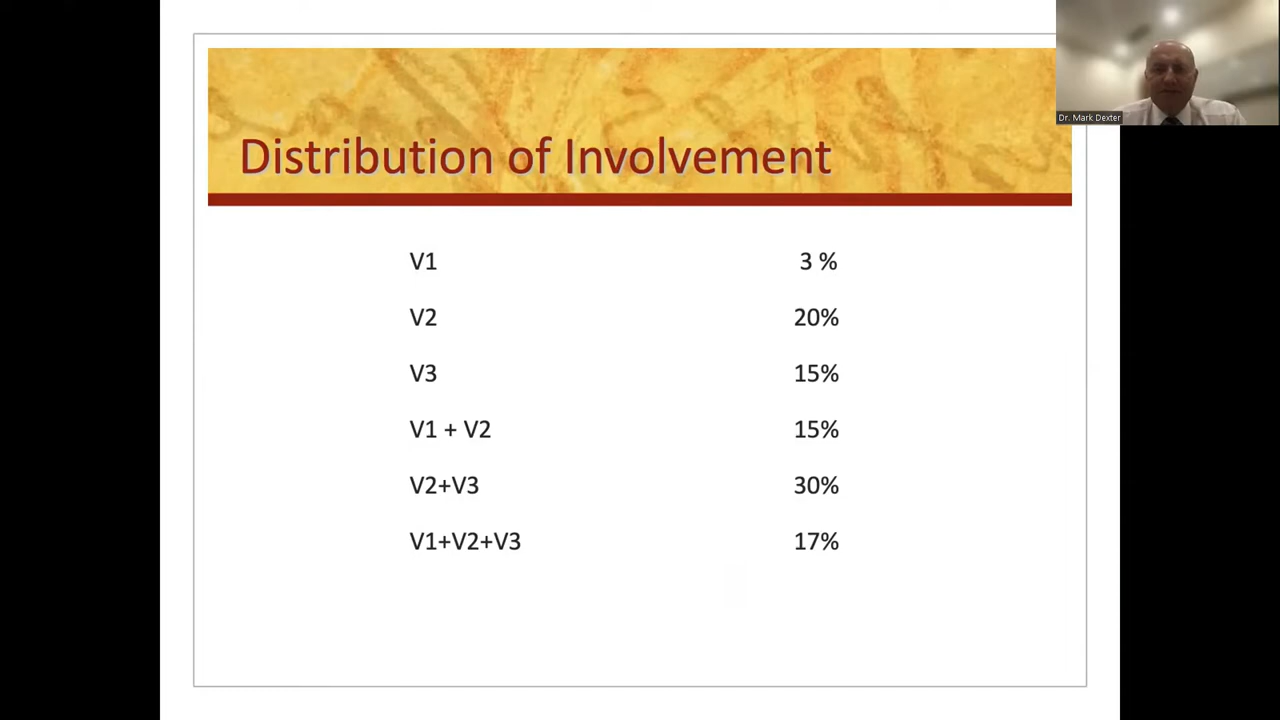 Dr. Mark Dexter
Distribution of Involvement
V1 3 %
V2 20%
V3 15%
V1 + V2 15%
V2+V3 30%
V1+V2+V3 17%